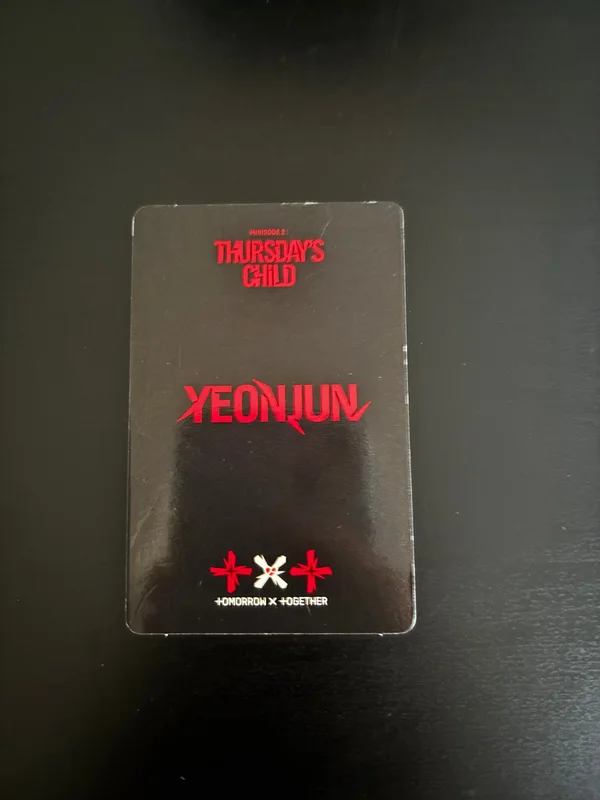 MINISODE 2:
THURSDAY'S
CHILD
YEONJUN
TOMORROW X TOGETHER